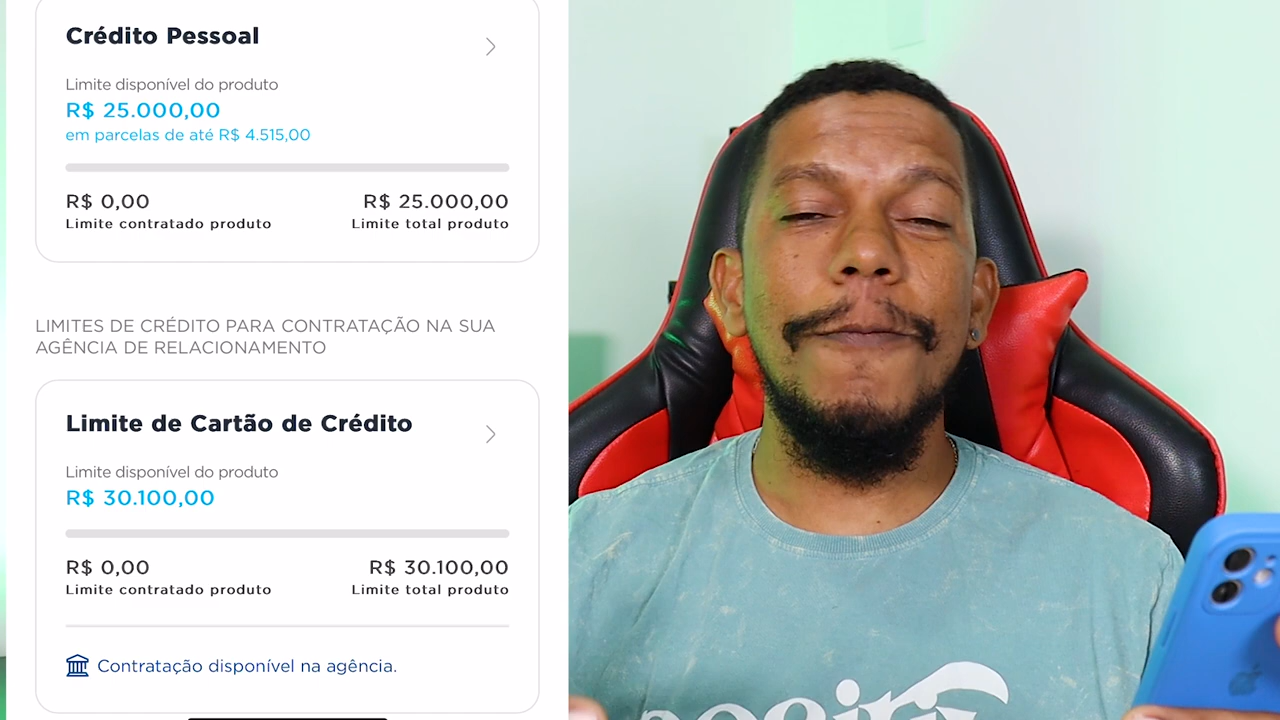 Crédito Pessoal
Limite disponível do produto
R$ 25.000,00
em parcelas de até R$ 4.515,00
R$ 0,00
R$ 25.000,00
Limite contratado produto
Limite total produto
LIMITES DE CRÉDITO PARA CONTRATAÇÃO NA SUA
AGÊNCIA DE RELACIONAMENTO
Limite de Cartão de Crédito
Limite disponível do produto
R$ 30.100,00
R$ 0,00
R$ 30.100,00
Limite contratado produto
Limite total produto
Contratação disponível na agência.